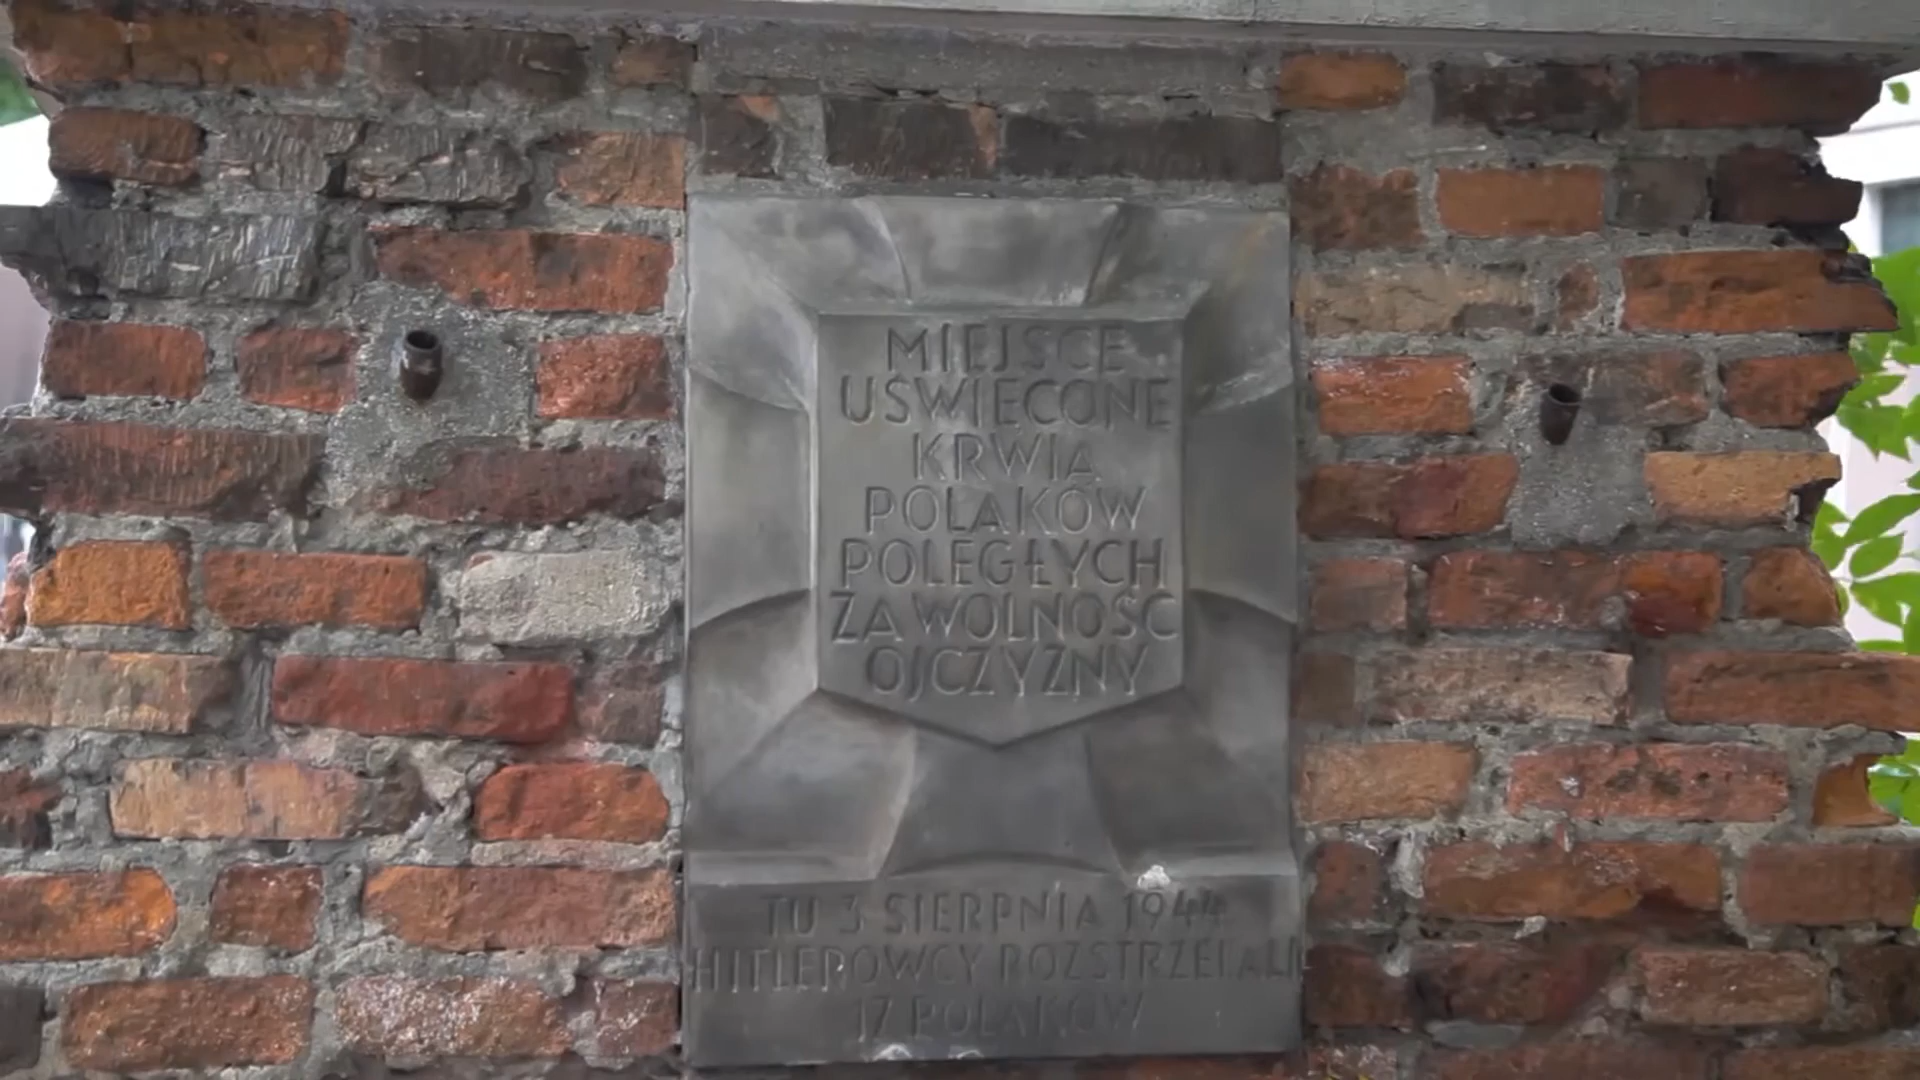 MIEJSCE
UŚWIĘCONE
KRWIĄ
POLAKÓW
POLEGŁYCH
ZA WOLNOŚĆ
OJCZYZNY
TU 3 SIERPNIA 1944
HITLEROWCY ROZSTRZELALI
17 POLAKÓW